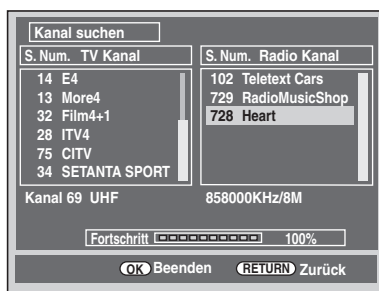 Kanal suchen
S. Num. TV Kanal
14 E4
13 More4
32 Film4+1
28 ITV4
75 CITV
34 SETANTA SPORT
S. Num. Radio Kanal
102 Teletext Cars
729 RadioMusicShop
728 Heart
Kanal 69 UHF
858000KHz/8M
Fortschritt 100%
OK Beenden RETURN Zurück